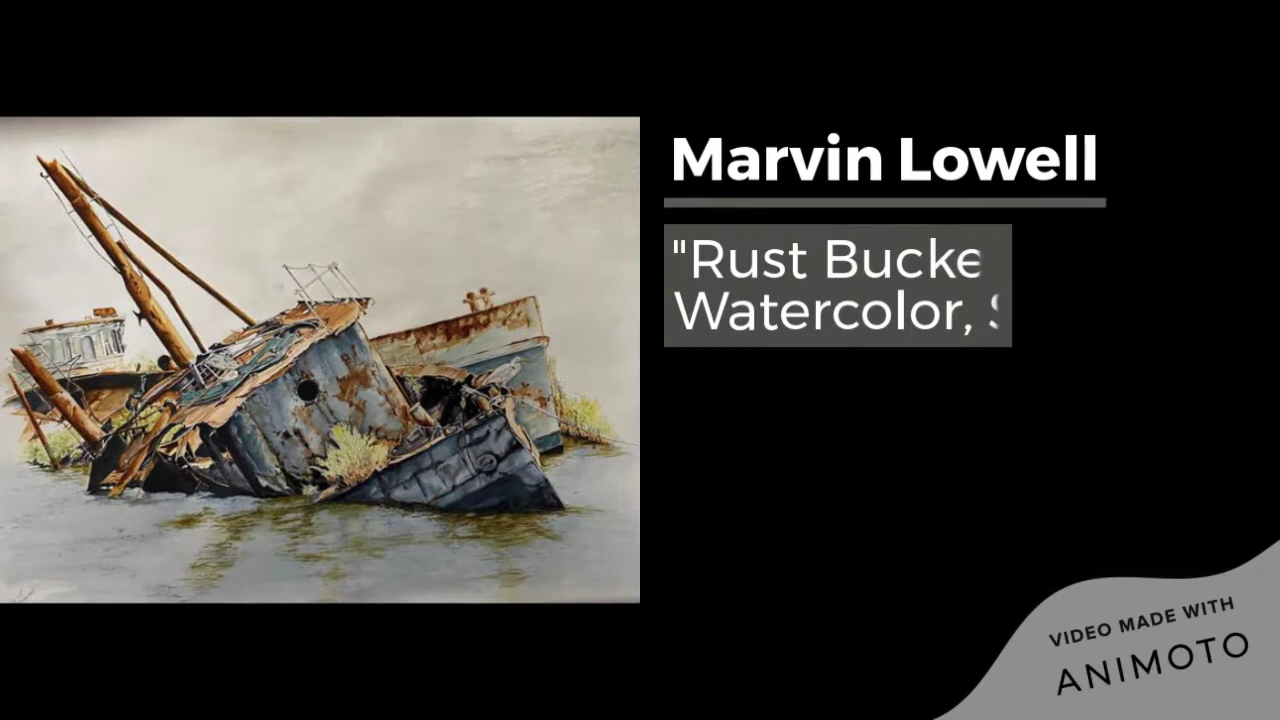 Marvin Lowell
"Rust Bucke
Watercolor,
VIDEO MADE WITH
ANIMOTO